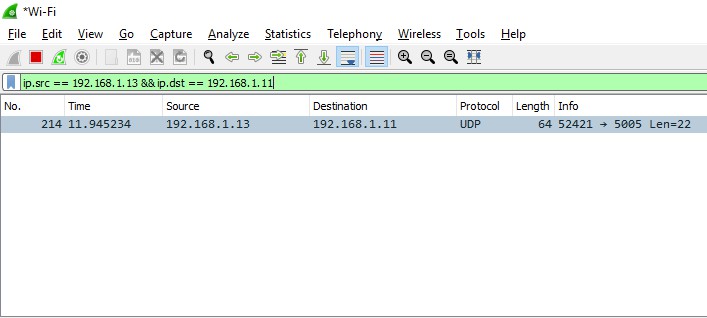 *Wi-Fi
File Edit View Go Capture Analyze Statistics Telephony Wireless Tools Help
ip.src == 192.168.1.13 &&ip.dst == 192.168.1.11
No. Time Source Destination Protocol Length Info
214 11.945234 192.168.1.13 192.168.1.11 UDP 64 52421 → 5005 Len=22